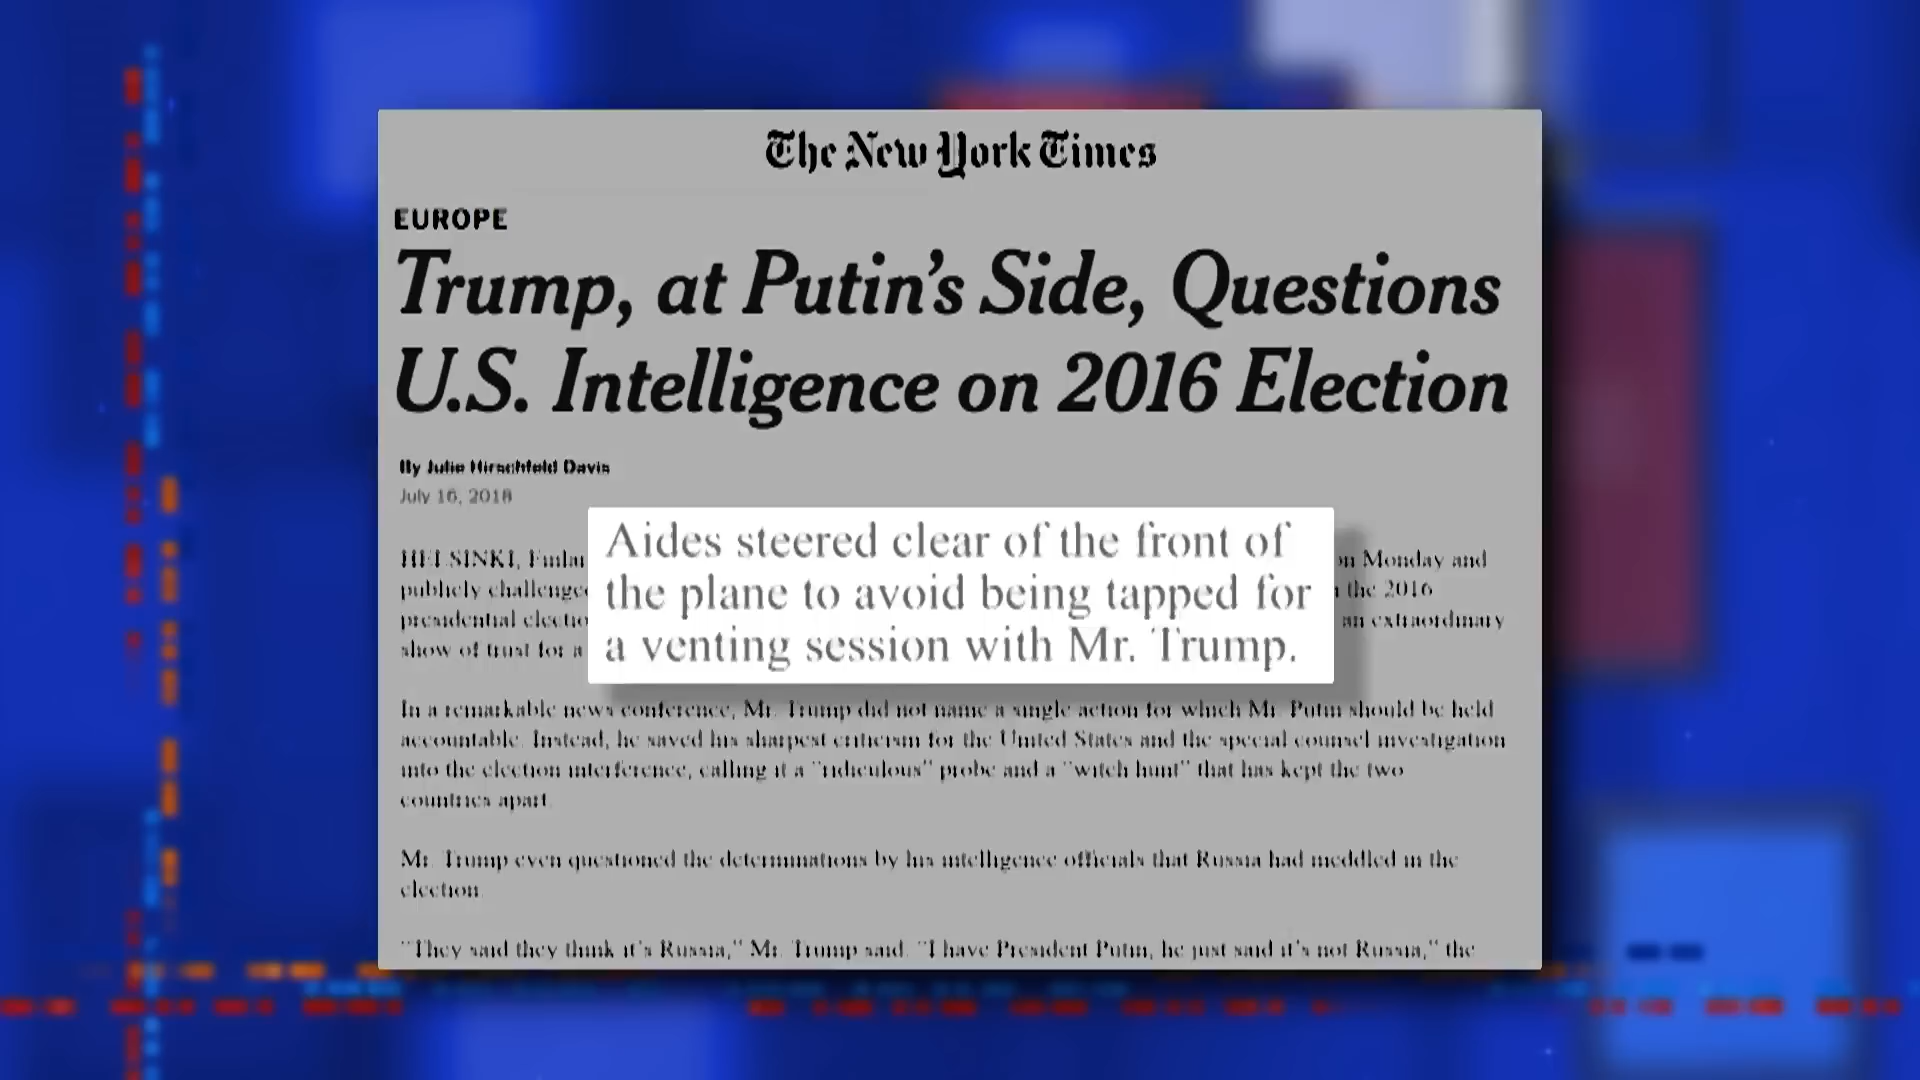 The New York Times
EUROPE
Trump, at Putin's Side, Questions
U.S. Intelligence on 2016 Election
By Julie Hirschfeld Davis
July 16, 2018
Aides steered clear of the front of
the plane to avoid being tapped for
a venting session with Mr. Trump.
HELSINKI, on Monday and
publicly the 2016
presidential an extraordinary
show of trust for a
In a remarkable news conference, Mr. Trump did not name a single action for which Mr. Putin should be held
accountable. Instead, he saved his sharpest criticism for the United States and the special counsel investigation
into the election interference, calling it a "ridiculous" probe and a "witch hunt" that has kept the two
countries apart.
Mr. Trump even questioned the determinations by his intelligence officials that Russia had meddled in the
election.
"They said they think it's Russia," Mr. Trump said. "I have President Putin, he just said it's not Russia," the